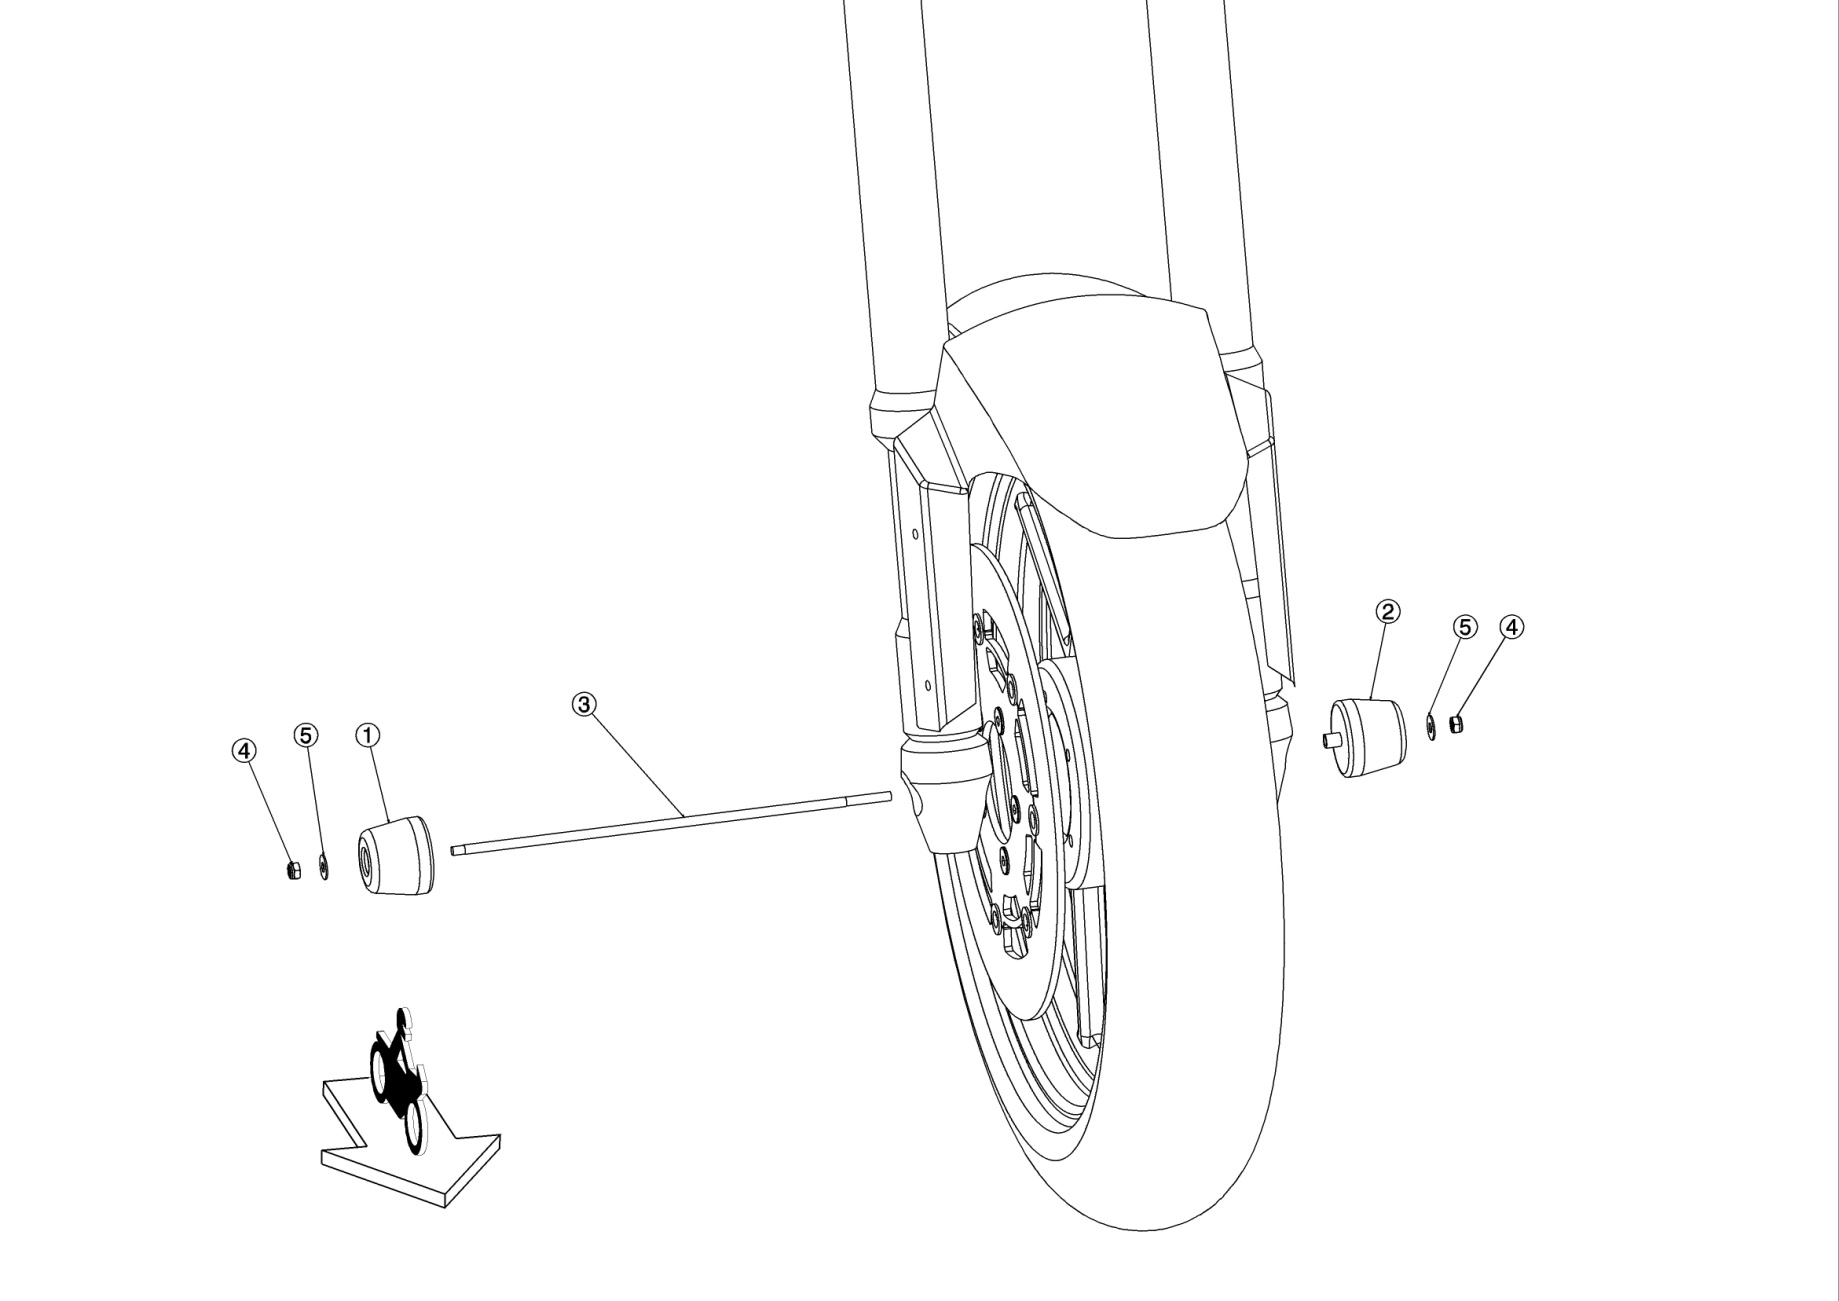 ②
⑤ ④
③
④ ⑤ ①